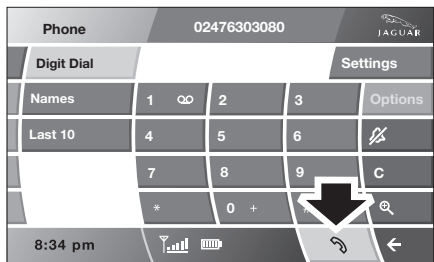 Phone 02476303080 JAGUAR
Digit Dial Settings
Names 1 2 3 Options
Last 10 4 5 6
7 8 9 C
* 0 + #
8:34 pm